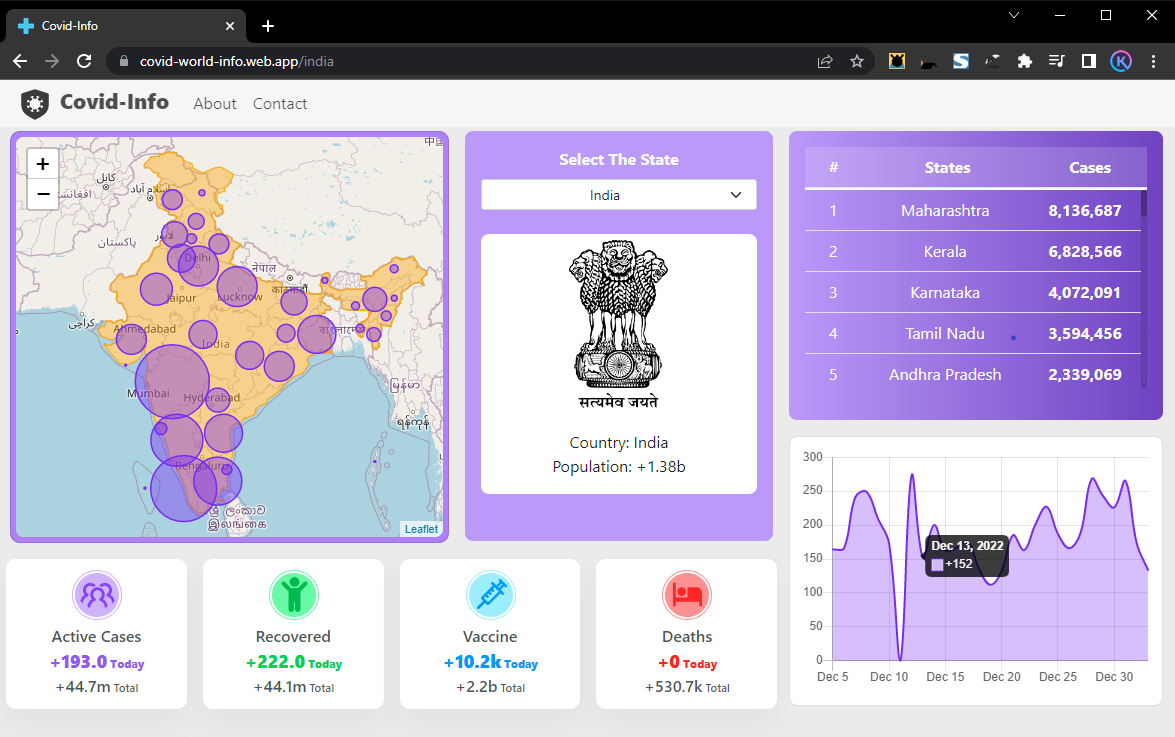 Covid-Info
covid-world-info.web.app/india
K
Covid-Info
About
Contact
+
−
کابل
اسلام آباد
افغانستان
لاہور
پاکستان
Delhi
नेपाल
काठमाडौं
Jaipur
Lucknow
کراچی
Ahmedabad
India
বাংলাদেশ
Mumbai
Hyderabad
မြန်မာ
ရန်ကုန်
Bengaluru
ශ්‍රී ලංකාව
இலங்கை
中国
Leaflet
Select The State
India
सत्यमेव जयते
Country: India
Population: +1.38b
# States Cases
1 Maharashtra 8,136,687
2 Kerala 6,828,566
3 Karnataka 4,072,091
4 Tamil Nadu 3,594,456
5 Andhra Pradesh 2,339,069
300
250
200
150
100
50
0
Dec 13, 2022
+152
Dec 5 Dec 10 Dec 15 Dec 20 Dec 25 Dec 30
Active Cases
+193.0 Today
+44.7m Total
Recovered
+222.0 Today
+44.1m Total
Vaccine
+10.2k Today
+2.2b Total
Deaths
+0 Today
+530.7k Total